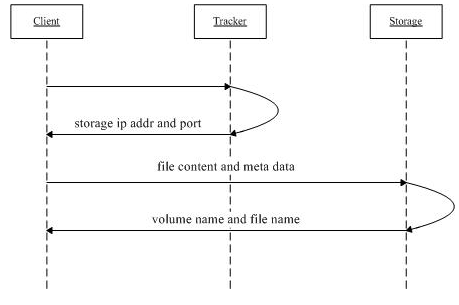 Client
Tracker
Storage
storage ip addr and port
file content and meta data
volume name and file name